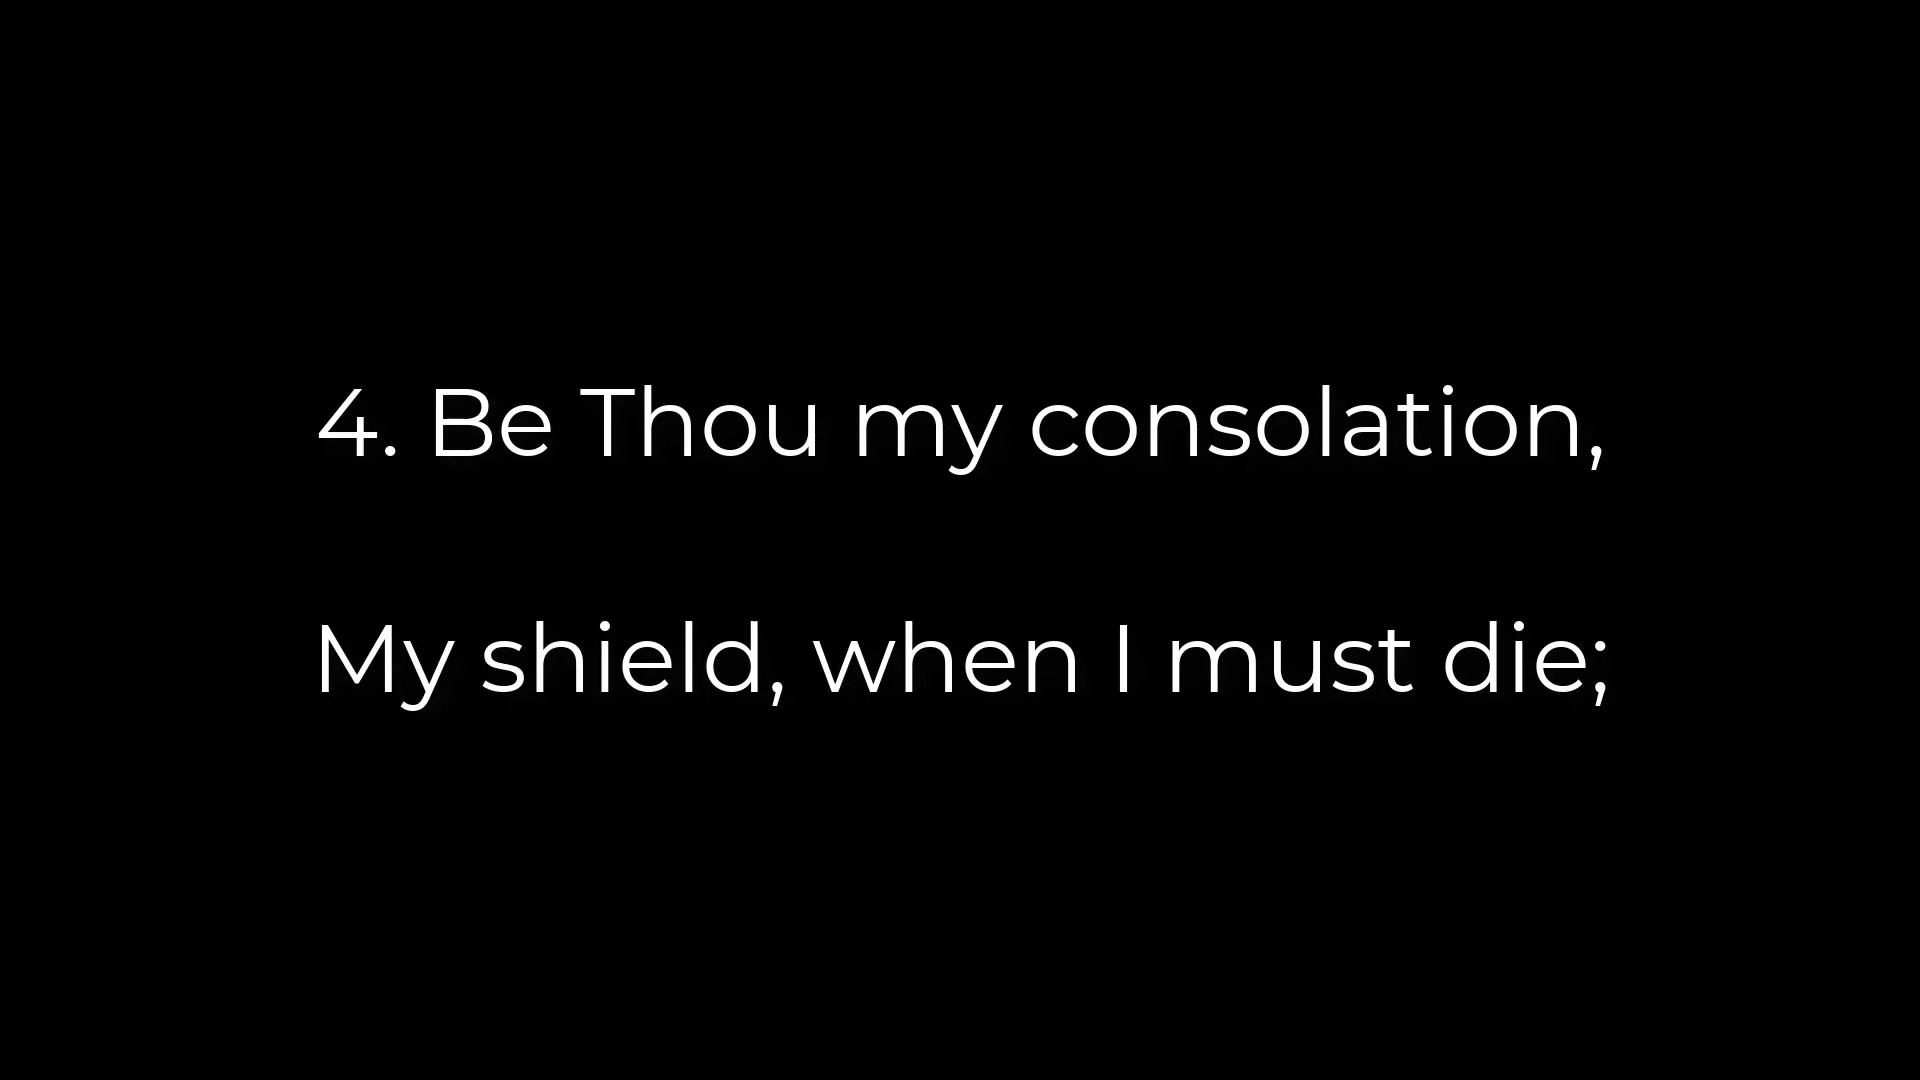 4. Be Thou my consolation,
My shield, when I must die;